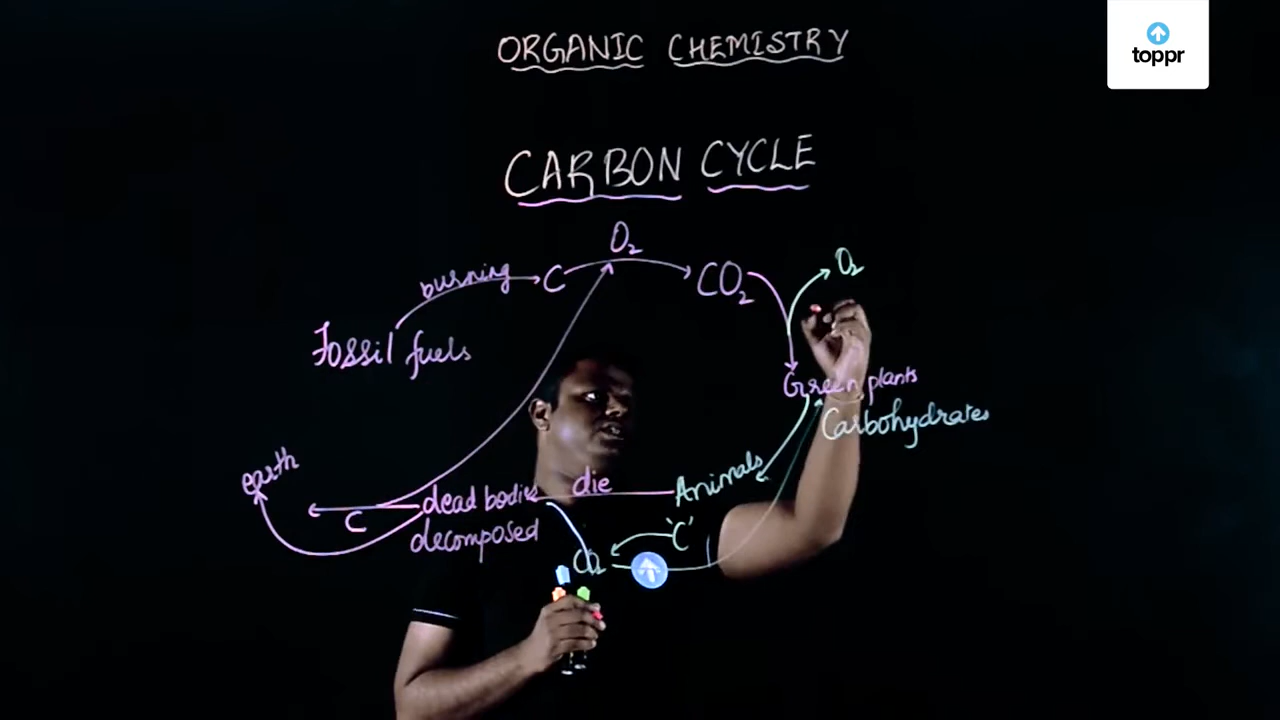 toppr
ORGANIC CHEMISTRY
CARBON CYCLE
O₂
burning
C
CO₂
O₂
Fossil fuels
Green plants
Carbohydrates
earth
dead bodies
die
Animals
C
decomposed
'C'